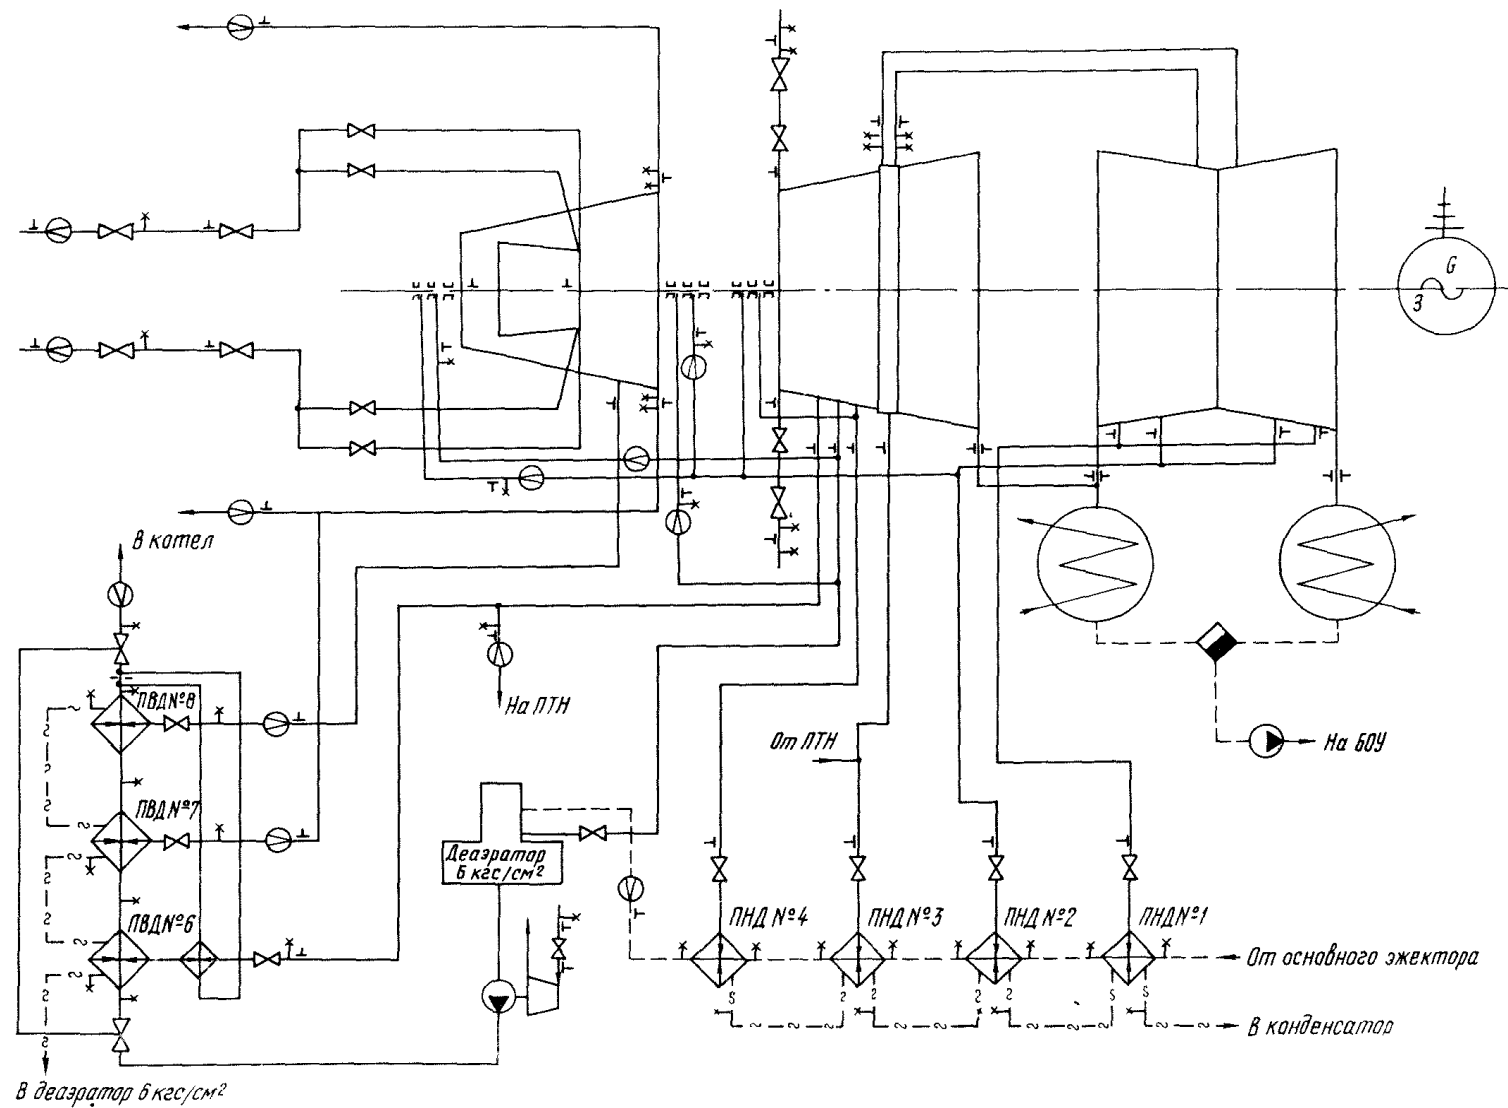 G
3
В котел
ПВД №8
На ПТН
От ПТН
На БОУ
ПВД №7
Деаэратор
6 кгс/см²
ПВД №6
ПНД №4
ПНД №3
ПНД №2
ПНД №1
От основного эжектора
В конденсатор
В деаэратор 6 кгс/см²